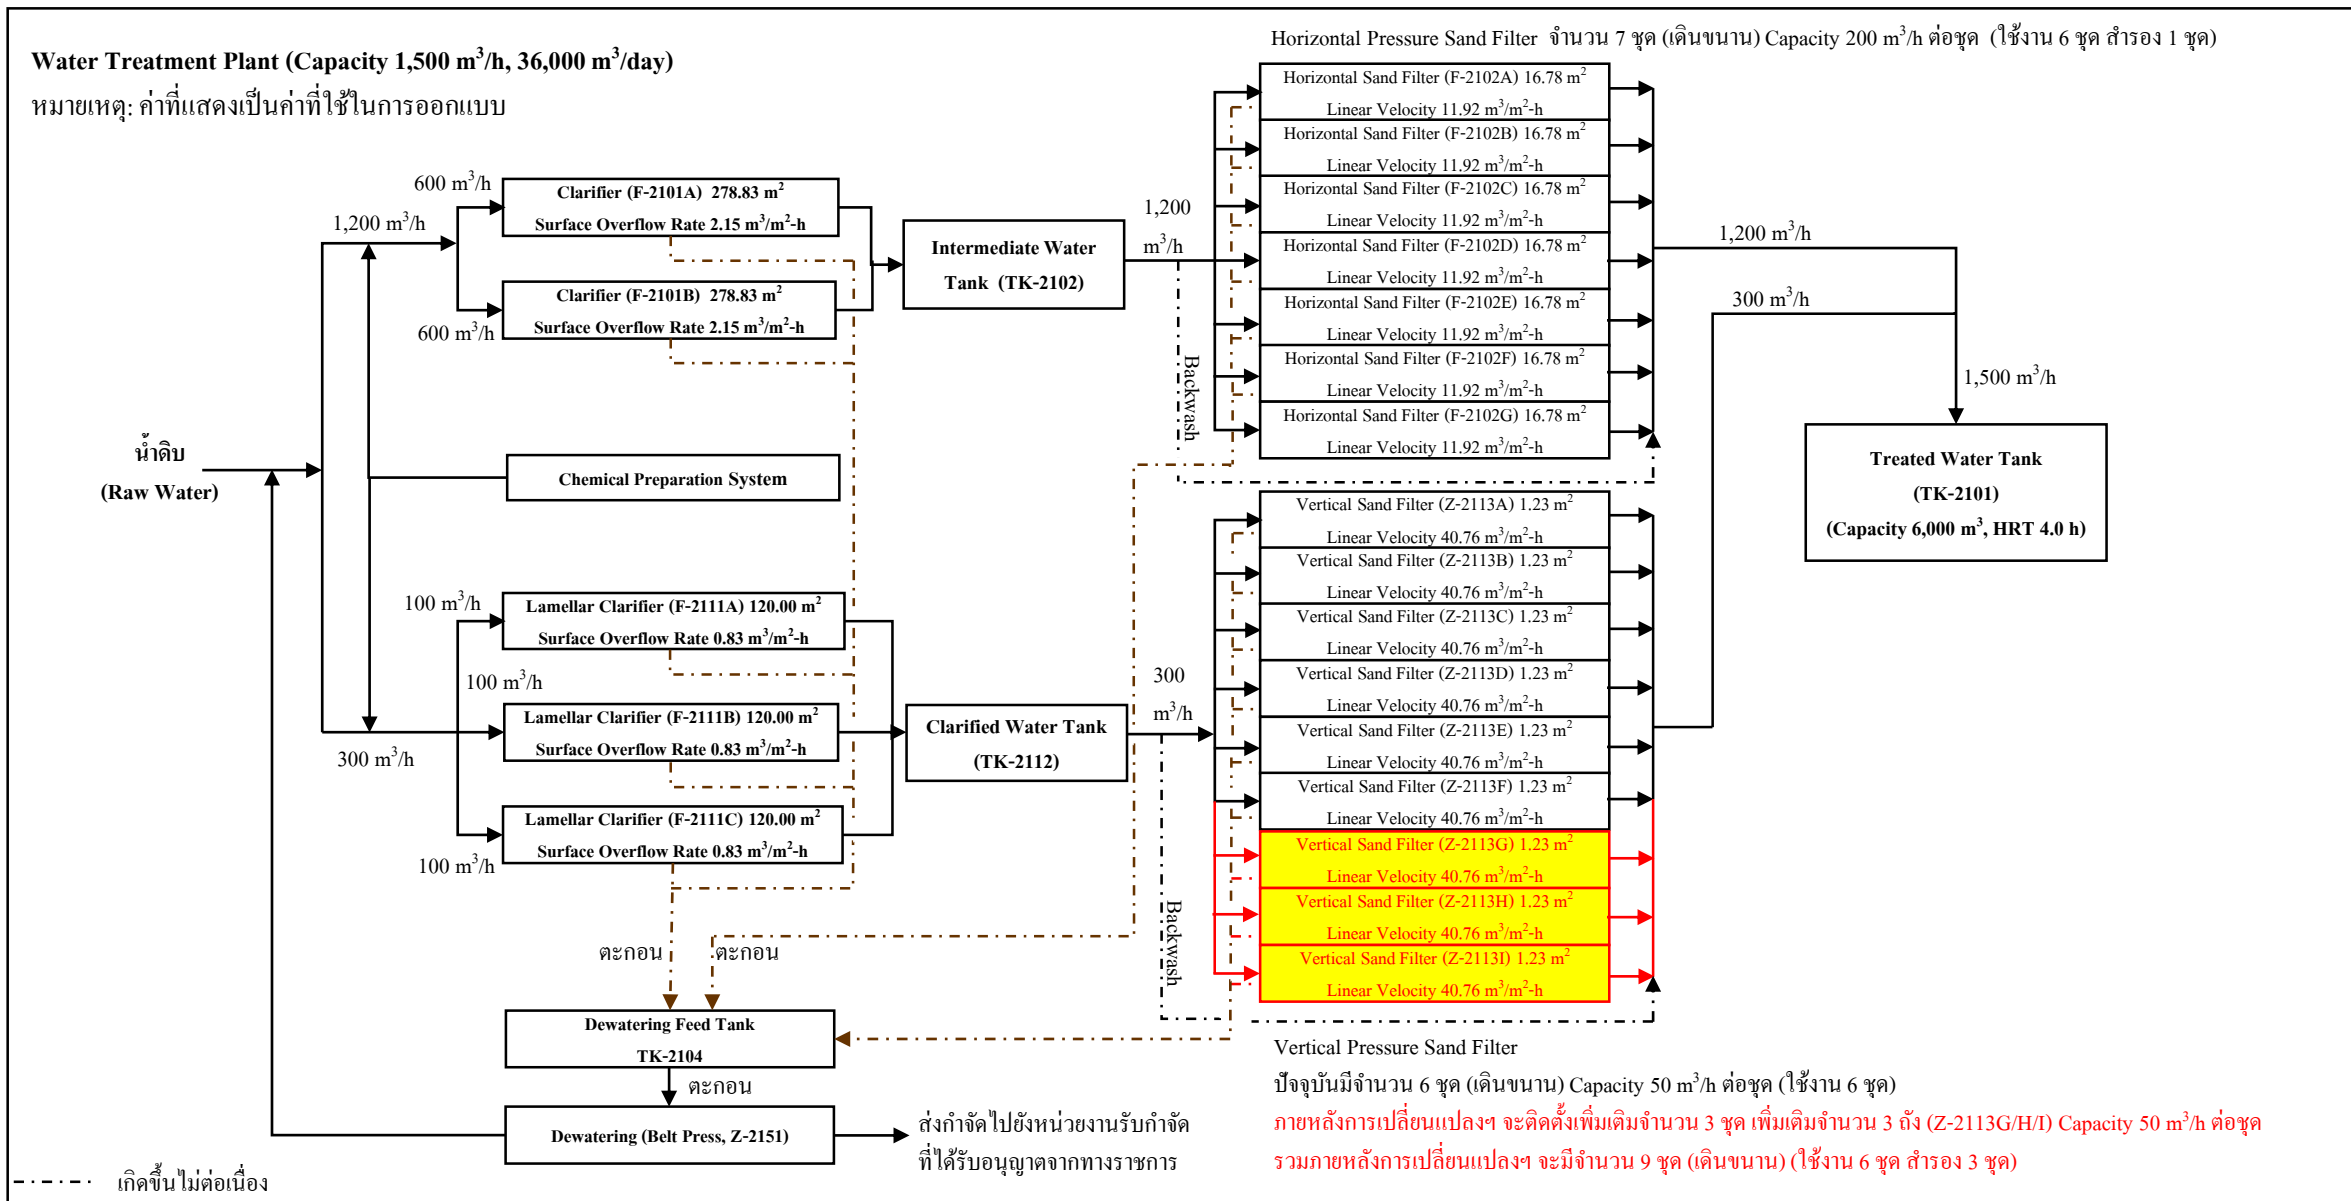 Water Treatment Plant (Capacity 1,500 m³/h, 36,000 m³/day)
หมายเหตุ: ค่าที่แสดงเป็นค่าที่ใช้ในการออกแบบ
Horizontal Pressure Sand Filter จำนวน 7 ชุด (เดินขนาน) Capacity 200 m³/h ต่อชุด (ใช้งาน 6 ชุด สำรอง 1 ชุด)
น้ำดิบ
(Raw Water)
1,200 m³/h
600 m³/h
600 m³/h
Clarifier (F-2101A) 278.83 m²
Surface Overflow Rate 2.15 m³/m²-h
Clarifier (F-2101B) 278.83 m²
Surface Overflow Rate 2.15 m³/m²-h
Intermediate Water
Tank (TK-2102)
1,200
m³/h
Backwash
Horizontal Sand Filter (F-2102A) 16.78 m²
Linear Velocity 11.92 m³/m²-h
Horizontal Sand Filter (F-2102B) 16.78 m²
Linear Velocity 11.92 m³/m²-h
Horizontal Sand Filter (F-2102C) 16.78 m²
Linear Velocity 11.92 m³/m²-h
Horizontal Sand Filter (F-2102D) 16.78 m²
Linear Velocity 11.92 m³/m²-h
Horizontal Sand Filter (F-2102E) 16.78 m²
Linear Velocity 11.92 m³/m²-h
Horizontal Sand Filter (F-2102F) 16.78 m²
Linear Velocity 11.92 m³/m²-h
Horizontal Sand Filter (F-2102G) 16.78 m²
Linear Velocity 11.92 m³/m²-h
1,200 m³/h
300 m³/h
1,500 m³/h
Treated Water Tank
(TK-2101)
(Capacity 6,000 m³, HRT 4.0 h)
Chemical Preparation System
300 m³/h
100 m³/h
100 m³/h
100 m³/h
Lamellar Clarifier (F-2111A) 120.00 m²
Surface Overflow Rate 0.83 m³/m²-h
Lamellar Clarifier (F-2111B) 120.00 m²
Surface Overflow Rate 0.83 m³/m²-h
Lamellar Clarifier (F-2111C) 120.00 m²
Surface Overflow Rate 0.83 m³/m²-h
Clarified Water Tank
(TK-2112)
300
m³/h
Backwash
Vertical Sand Filter (Z-2113A) 1.23 m²
Linear Velocity 40.76 m³/m²-h
Vertical Sand Filter (Z-2113B) 1.23 m²
Linear Velocity 40.76 m³/m²-h
Vertical Sand Filter (Z-2113C) 1.23 m²
Linear Velocity 40.76 m³/m²-h
Vertical Sand Filter (Z-2113D) 1.23 m²
Linear Velocity 40.76 m³/m²-h
Vertical Sand Filter (Z-2113E) 1.23 m²
Linear Velocity 40.76 m³/m²-h
Vertical Sand Filter (Z-2113F) 1.23 m²
Linear Velocity 40.76 m³/m²-h
Vertical Sand Filter (Z-2113G) 1.23 m²
Linear Velocity 40.76 m³/m²-h
Vertical Sand Filter (Z-2113H) 1.23 m²
Linear Velocity 40.76 m³/m²-h
Vertical Sand Filter (Z-2113I) 1.23 m²
Linear Velocity 40.76 m³/m²-h
ตะกอน
ตะกอน
Dewatering Feed Tank
TK-2104
ตะกอน
Dewatering (Belt Press, Z-2151)
ส่งกำจัดไปยังหน่วยงานรับกำจัด
ที่ได้รับอนุญาตจากทางราชการ
Vertical Pressure Sand Filter
ปัจจุบันมีจำนวน 6 ชุด (เดินขนาน) Capacity 50 m³/h ต่อชุด (ใช้งาน 6 ชุด)
ภายหลังการเปลี่ยนแปลงฯ จะติดตั้งเพิ่มเติมจำนวน 3 ชุด เพิ่มเติมจำนวน 3 ถัง (Z-2113G/H/I) Capacity 50 m³/h ต่อชุด
รวมภายหลังการเปลี่ยนแปลงฯ จะมีจำนวน 9 ชุด (เดินขนาน) (ใช้งาน 6 ชุด สำรอง 3 ชุด)
เกิดขึ้นไม่ต่อเนื่อง